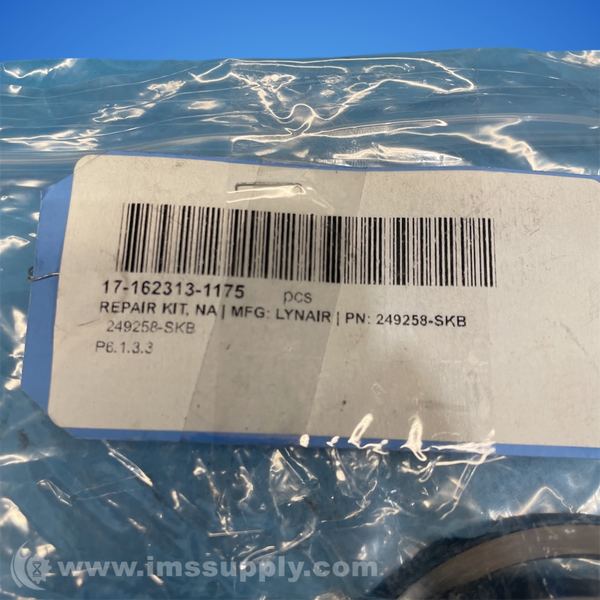 17-162313-1175 pcs
REPAIR KIT, NA | MFG: LYNAIR | PN: 249258-SKB
249258-SKB
P6.1.3.3
www.imssupply.com/